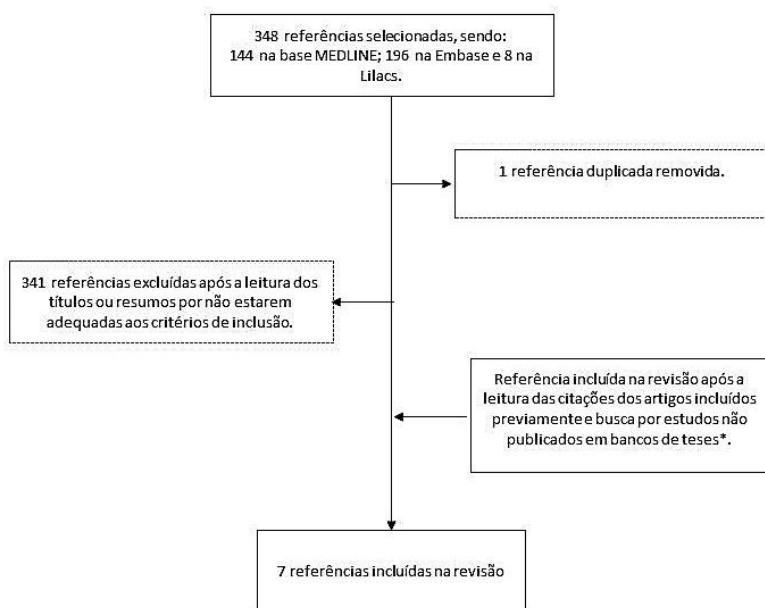 348 referências selecionadas, sendo:
144 na base MEDLINE; 196 na Embase e 8 na
Lilacs.
1 referência duplicada removida.
341 referências excluídas após a leitura dos
títulos ou resumos por não estarem
adequadas aos critérios de inclusão.
Referência incluída na revisão após a
leitura das citações dos artigos incluídos
previamente e busca por estudos não
publicados em bancos de teses*.
7 referências incluídas na revisão